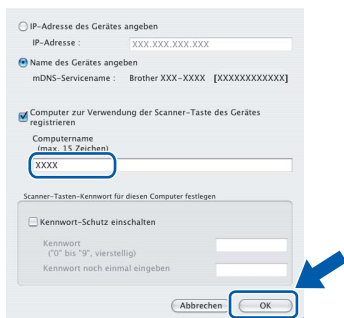 IP-Adresse des Gerätes angeben
IP-Adresse : XXX.XXX.XXX.XXX
Name des Gerätes angeben
mDNS-Servicename : Brother XXX-XXXX [XXXXXXXXXXXX]
Computer zur Verwendung der Scanner-Taste des Gerätes
registrieren
Computername
(max. 15 Zeichen)
XXXX
Scanner-Tasten-Kennwort für diesen Computer festlegen
Kennwort-Schutz einschalten
Kennwort
("0" bis "9", vierstellig)
Kennwort noch einmal eingeben
Abbrechen OK